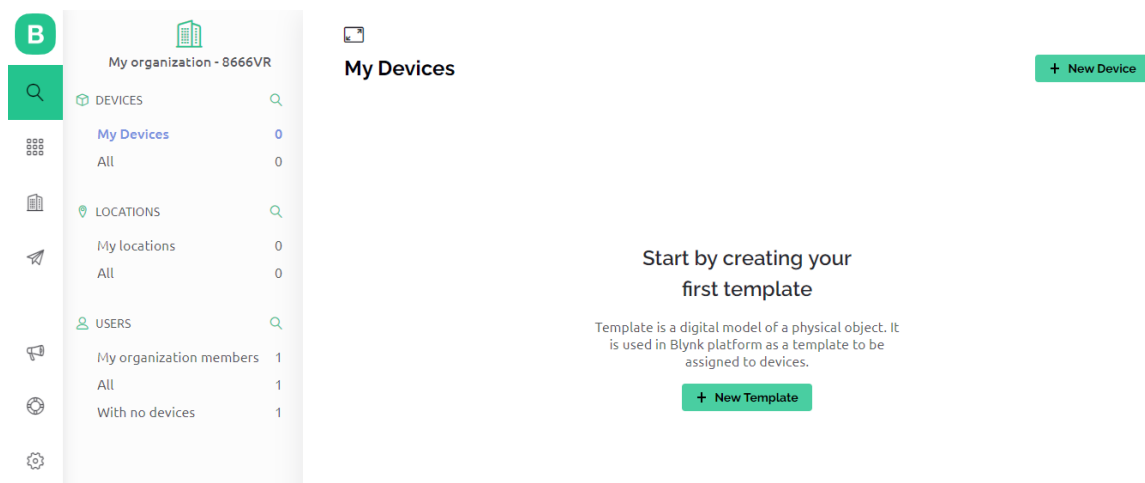 B
My organization - 8666VR
DEVICES
My Devices 0
All 0
LOCATIONS
My locations 0
All 0
USERS
My organization members 1
All 1
With no devices 1
My Devices
+ New Device
Start by creating your
first template
Template is a digital model of a physical object. It
is used in Blynk platform as a template to be
assigned to devices.
+ New Template